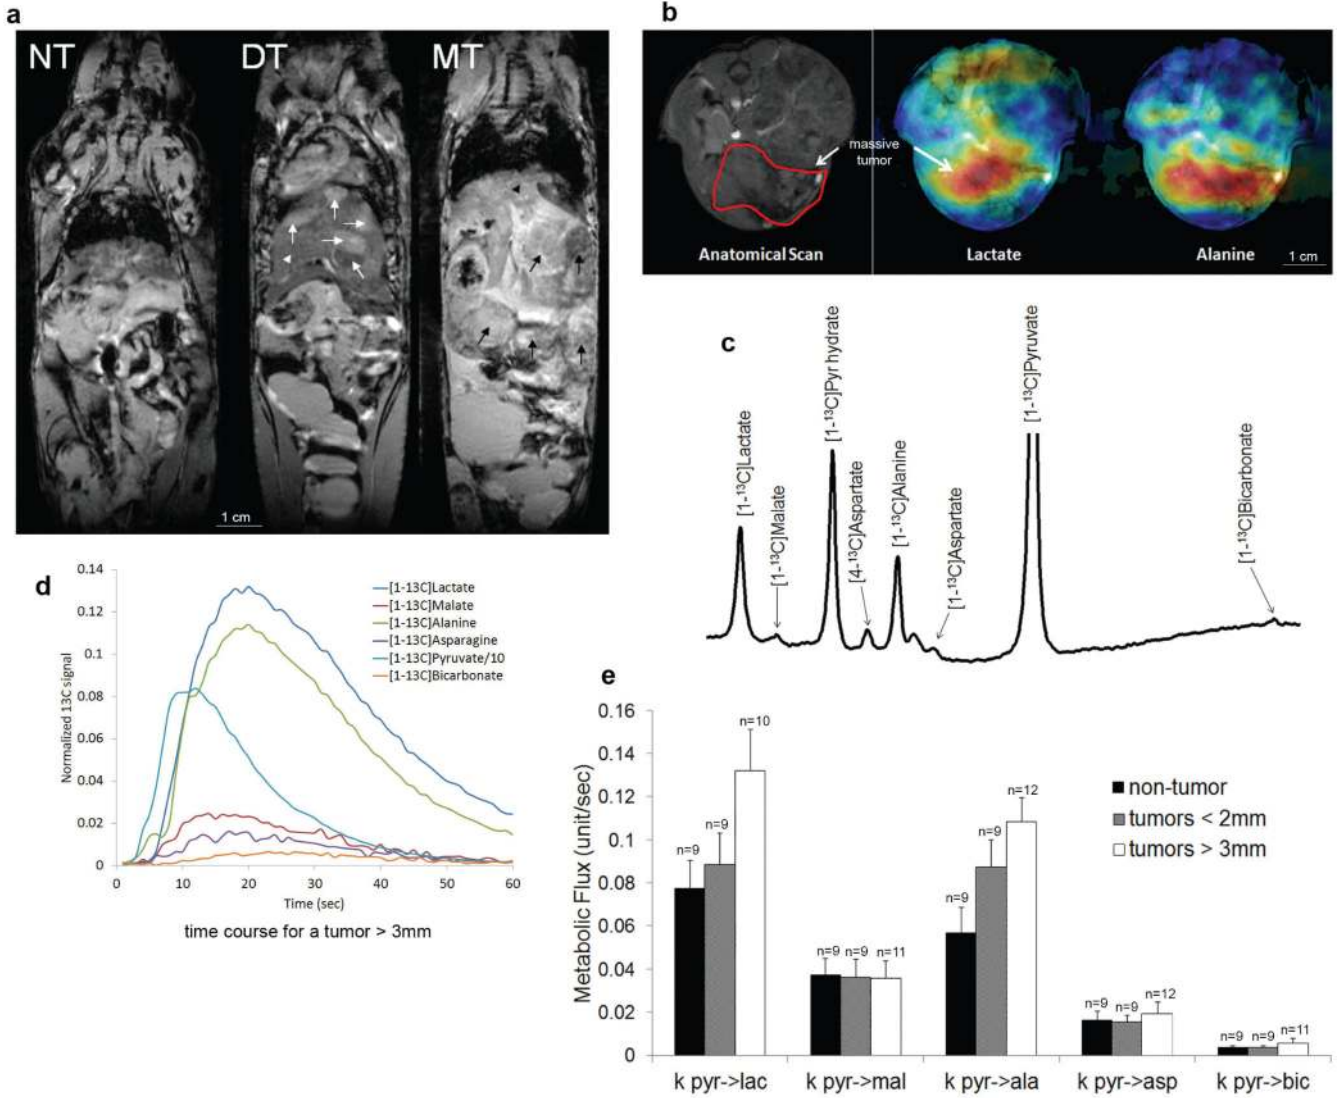 a
NT
DT
MT
1 cm
b
massive
tumor
Anatomical Scan
Lactate
Alanine
1 cm
c
[1-¹³C]Lactate
[1-¹³C]Malate
[1-¹³C]Pyr hydrate
[4-¹³C]Aspartate
[1-¹³C]Alanine
[1-¹³C]Aspartate
[1-¹³C]Pyruvate
[1-¹³C]Bicarbonate
d
Normalized 13C signal
0.14
0.12
0.1
0.08
0.06
0.04
0.02
0
0 10 20 30 40 50 60
Time (sec)
[1-13C]Lactate
[1-13C]Malate
[1-13C]Alanine
[1-13C]Asparagine
[1-13C]Pyruvate/10
[1-13C]Bicarbonate
time course for a tumor > 3mm
e
Metabolic Flux (unit/sec)
0.16
0.14
0.12
0.1
0.08
0.06
0.04
0.02
0
n=9 n=9 n=10
n=9 n=9 n=11
n=9 n=9 n=12
n=9 n=9 n=12
n=9 n=9 n=11
non-tumor
tumors < 2mm
tumors > 3mm
k pyr->lac k pyr->mal k pyr->ala k pyr->asp k pyr->bic